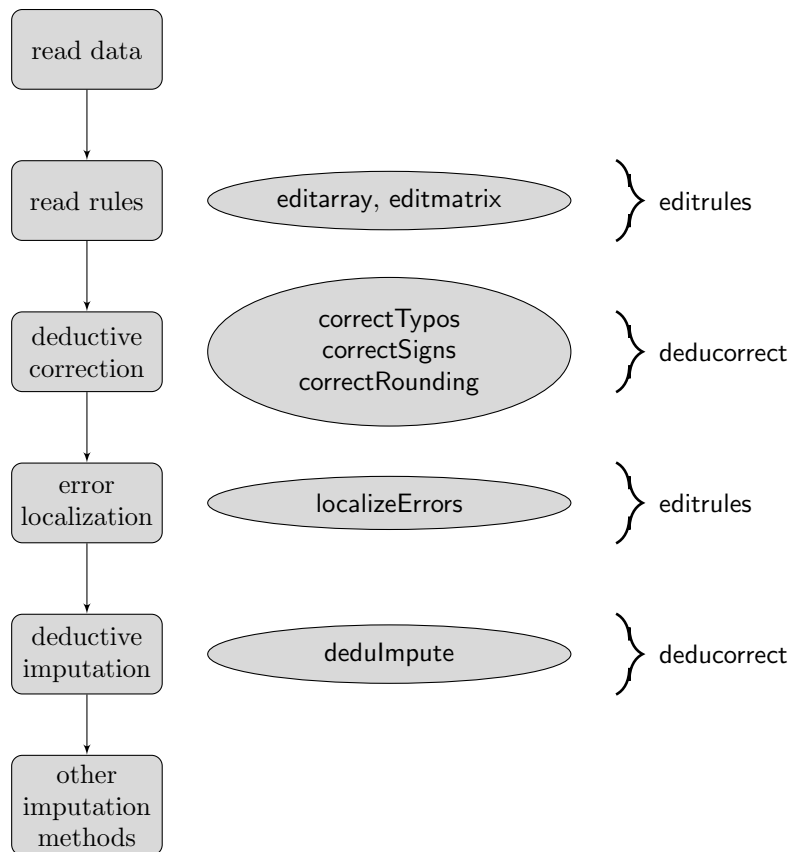 read data
read rules
editarray, editmatrix
editrules
deductive
correction
correctTypos
correctSigns
correctRounding
deducorrect
error
localization
localizeErrors
editrules
deductive
imputation
deduImpute
deducorrect
other
imputation
methods